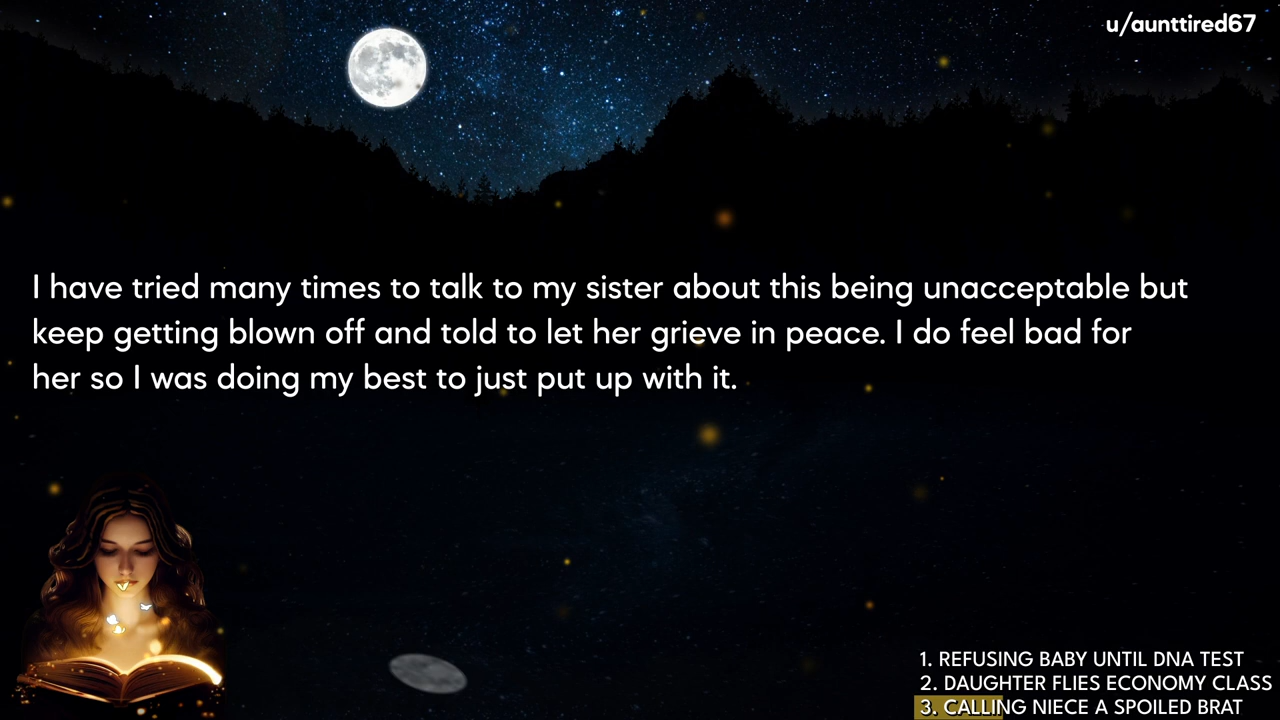 u/aunttired67
I have tried many times to talk to my sister about this being unacceptable but
keep getting blown off and told to let her grieve in peace. I do feel bad for
her so I was doing my best to just put up with it.
1. REFUSING BABY UNTIL DNA TEST
2. DAUGHTER FLIES ECONOMY CLASS
3. CALLING NIECE A SPOILED BRAT